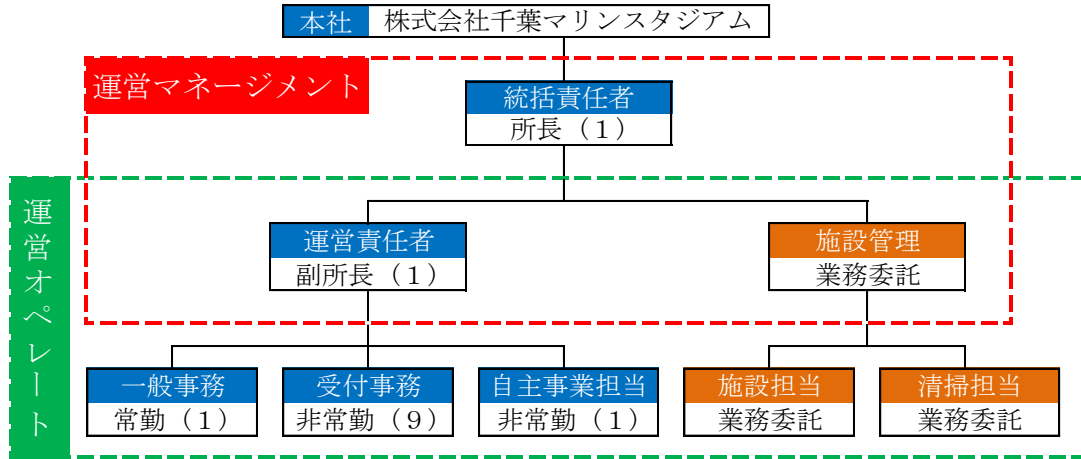 本社 株式会社千葉マリンスタジアム
運営マネージメント
統括責任者
所長(1)
運営オペレート
運営責任者
副所長(1)
施設管理
業務委託
一般事務
常勤(1)
受付事務
非常勤(9)
自主事業担当
非常勤(1)
施設担当
業務委託
清掃担当
業務委託